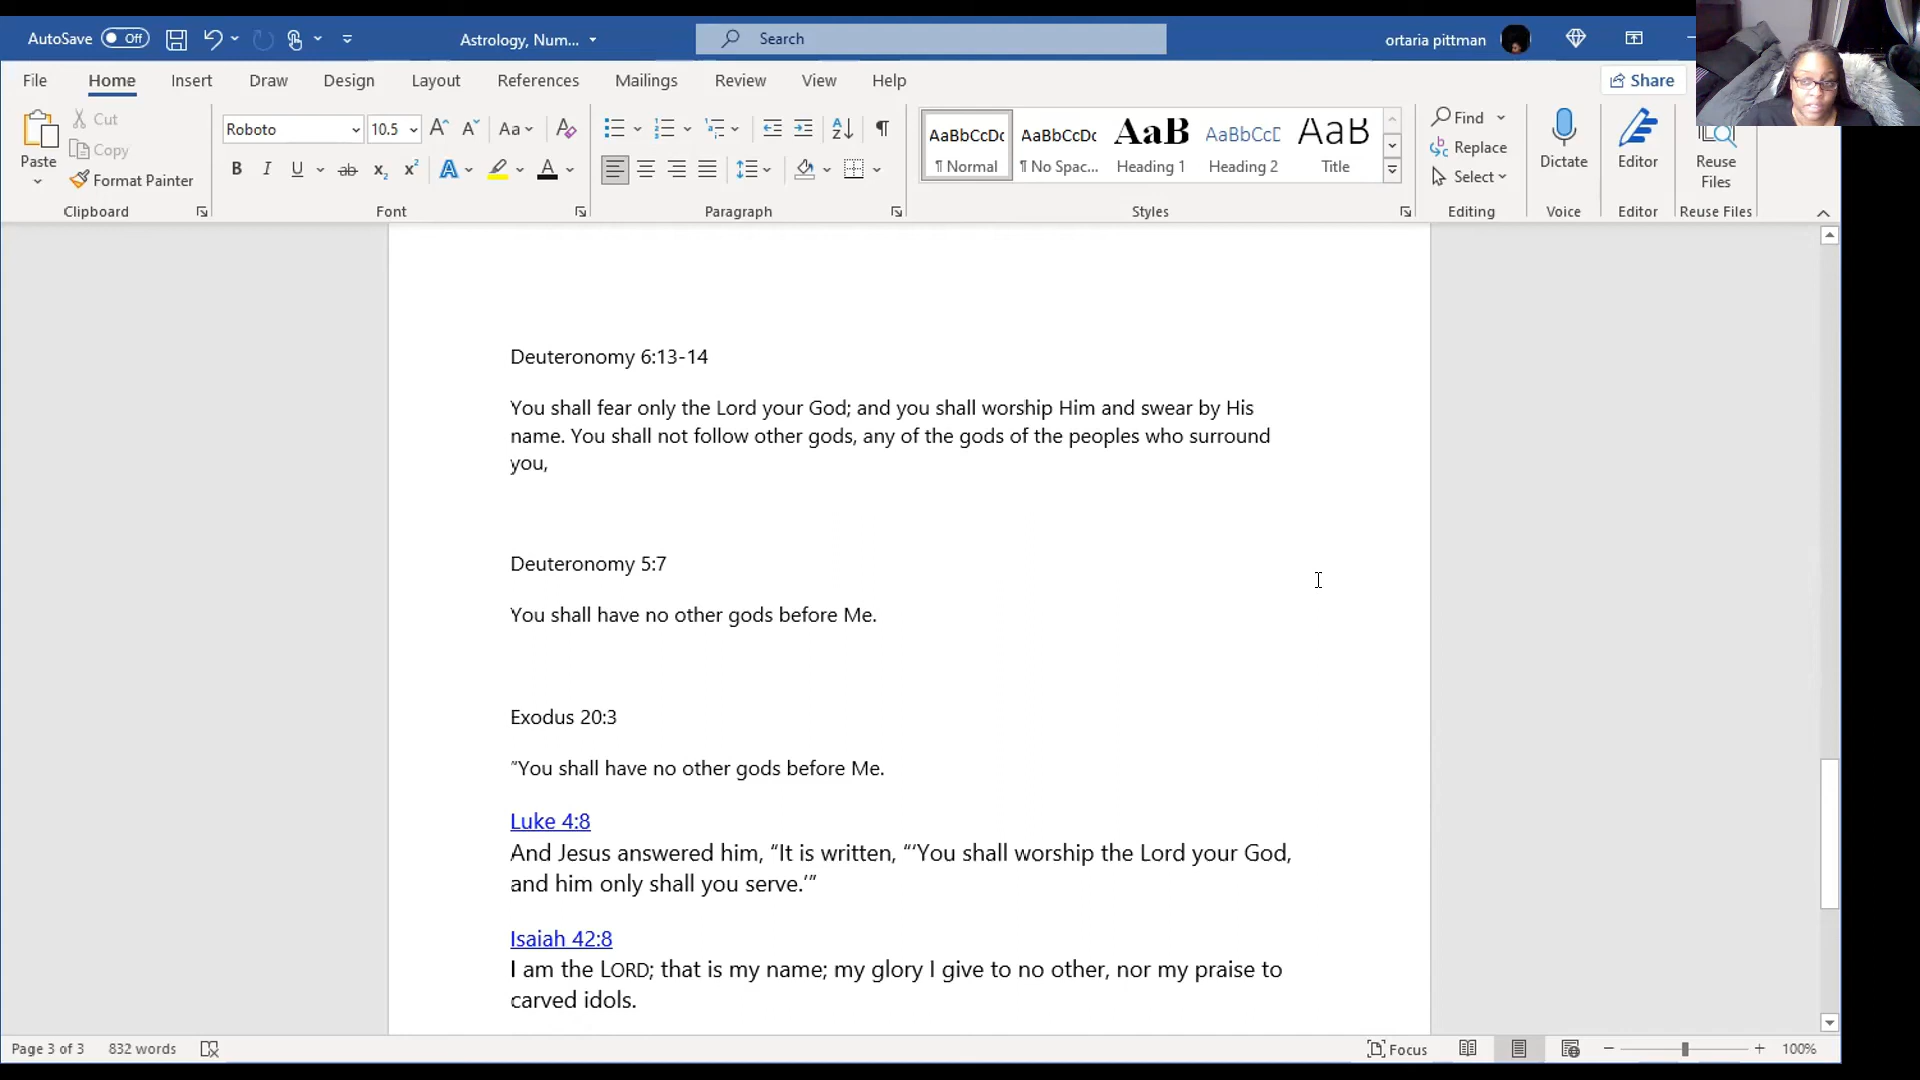 AutoSave Off Astrology, Num... Search ortaria pittman
File Home Insert Draw Design Layout References Mailings Review View Help Share
Paste Cut Copy Format Painter
Roboto 10.5 Aa
B I U ab x₂ x² A A
AaBbCcDc AaBbCcDc AaB AaBbCcD AaB
¶ Normal ¶ No Spac... Heading 1 Heading 2 Title
Find Replace Select
Dictate Editor Reuse Files
Clipboard Font Paragraph Styles Editing Voice Editor Reuse Files
Deuteronomy 6:13-14
You shall fear only the Lord your God; and you shall worship Him and swear by His
name. You shall not follow other gods, any of the gods of the peoples who surround
you,
Deuteronomy 5:7
You shall have no other gods before Me.
Exodus 20:3
“You shall have no other gods before Me.
Luke 4:8
And Jesus answered him, “It is written, “‘You shall worship the Lord your God,
and him only shall you serve.’”
Isaiah 42:8
I am the LORD; that is my name; my glory I give to no other, nor my praise to
carved idols.
Page 3 of 3 832 words Focus 100%